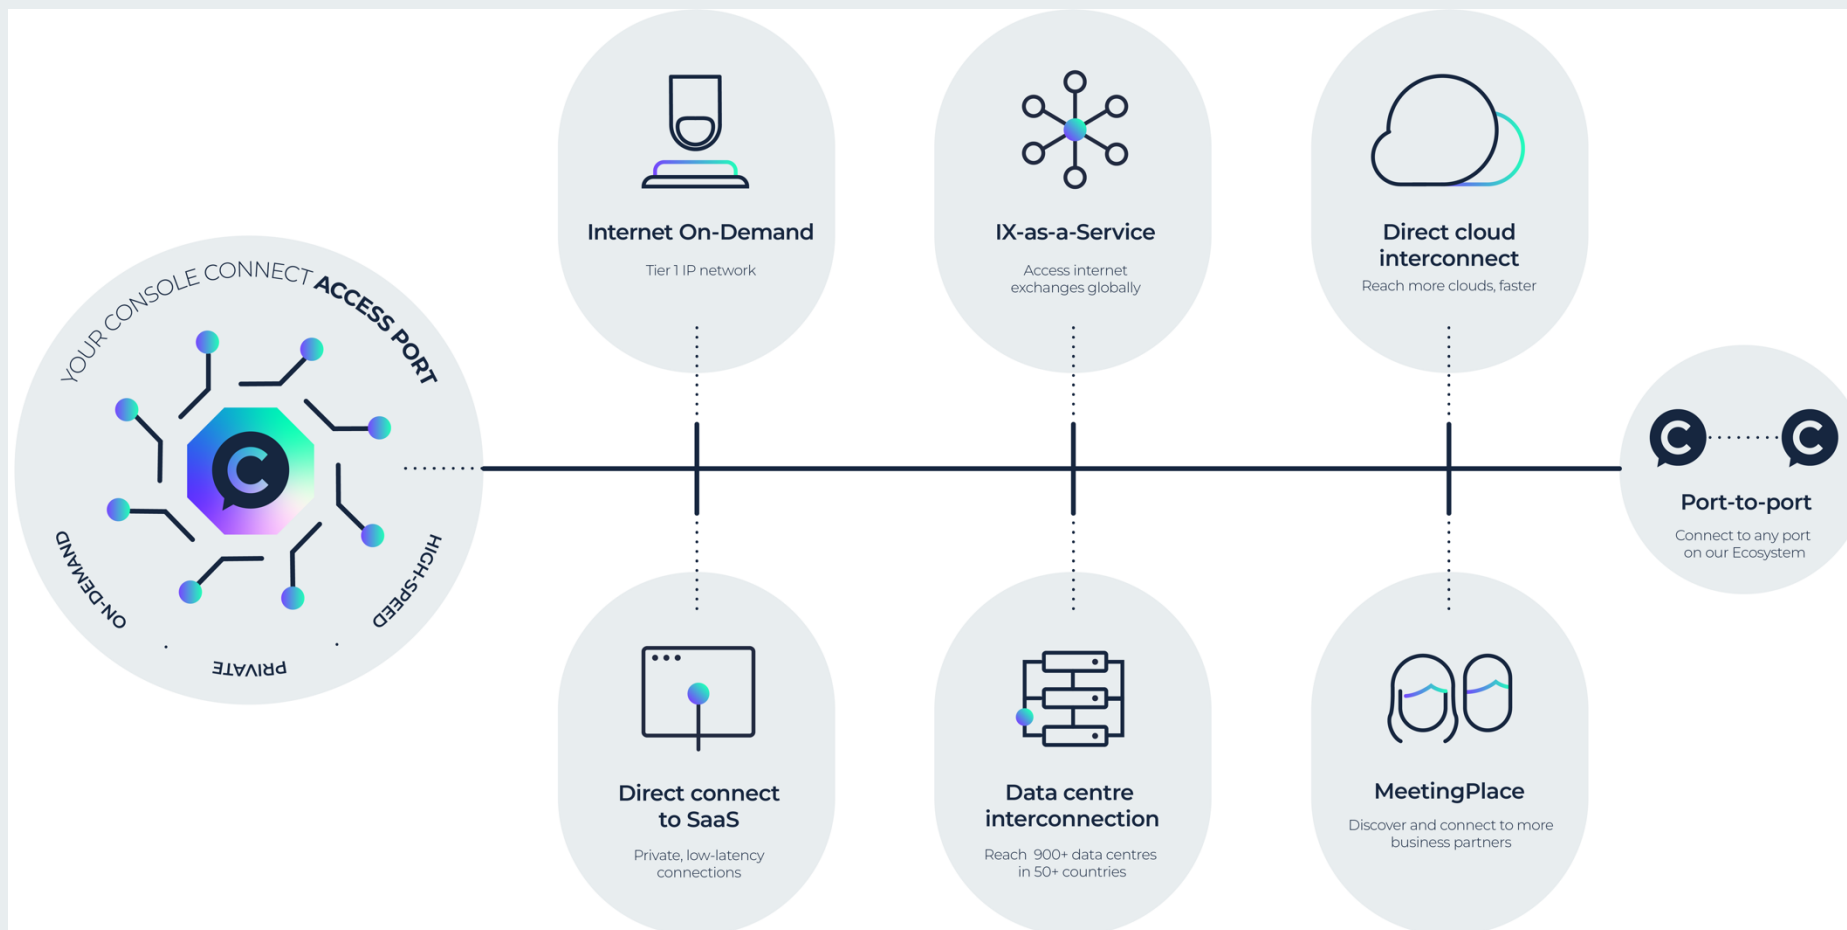 YOUR CONSOLE CONNECT ACCESS PORT
ON-DEMAND
·
PRIVATE
·
HIGH-SPEED
Internet On-Demand
Tier 1 IP network
IX-as-a-Service
Access internet
exchanges globally
Direct cloud
interconnect
Reach more clouds, faster
Port-to-port
Connect to any port
on our Ecosystem
Direct connect
to SaaS
Private, low-latency
connections
Data centre
interconnection
Reach 900+ data centres
in 50+ countries
MeetingPlace
Discover and connect to more
business partners